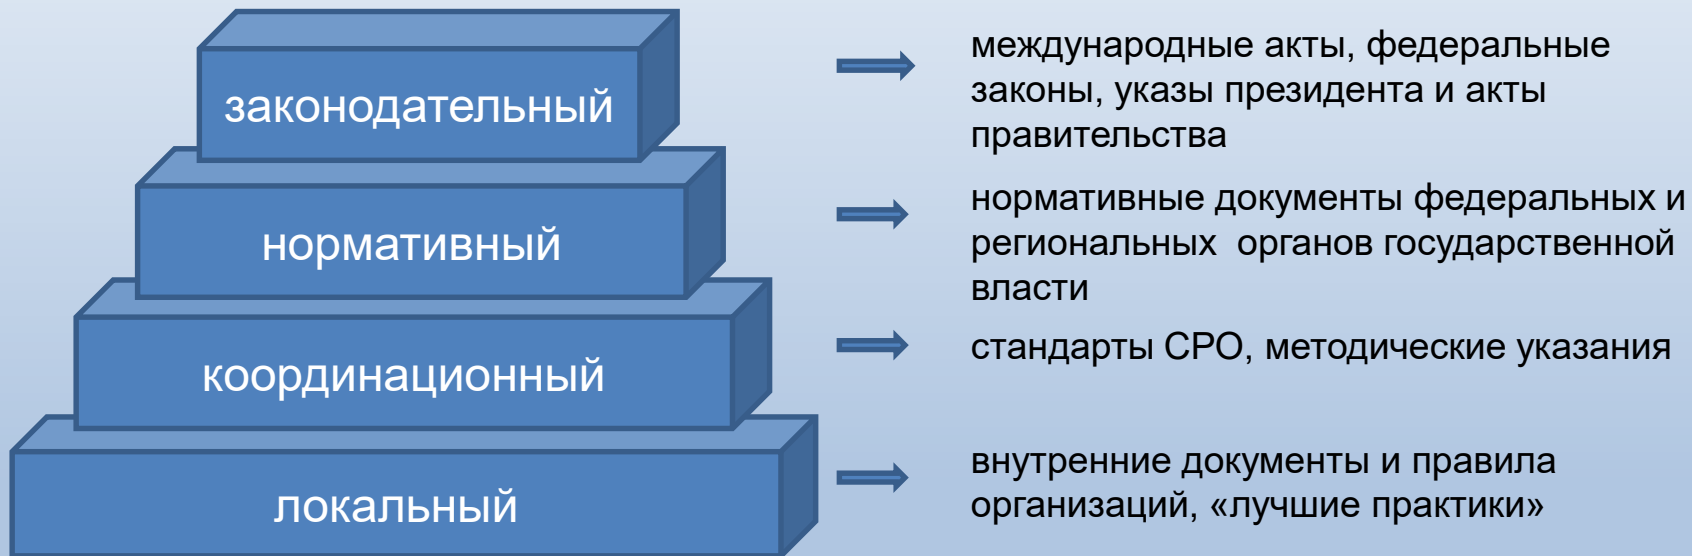 законодательный
международные акты, федеральные
законы, указы президента и акты
правительства
нормативный
нормативные документы федеральных и
региональных органов государственной
власти
координационный
стандарты СРО, методические указания
локальный
внутренние документы и правила
организаций, «лучшие практики»